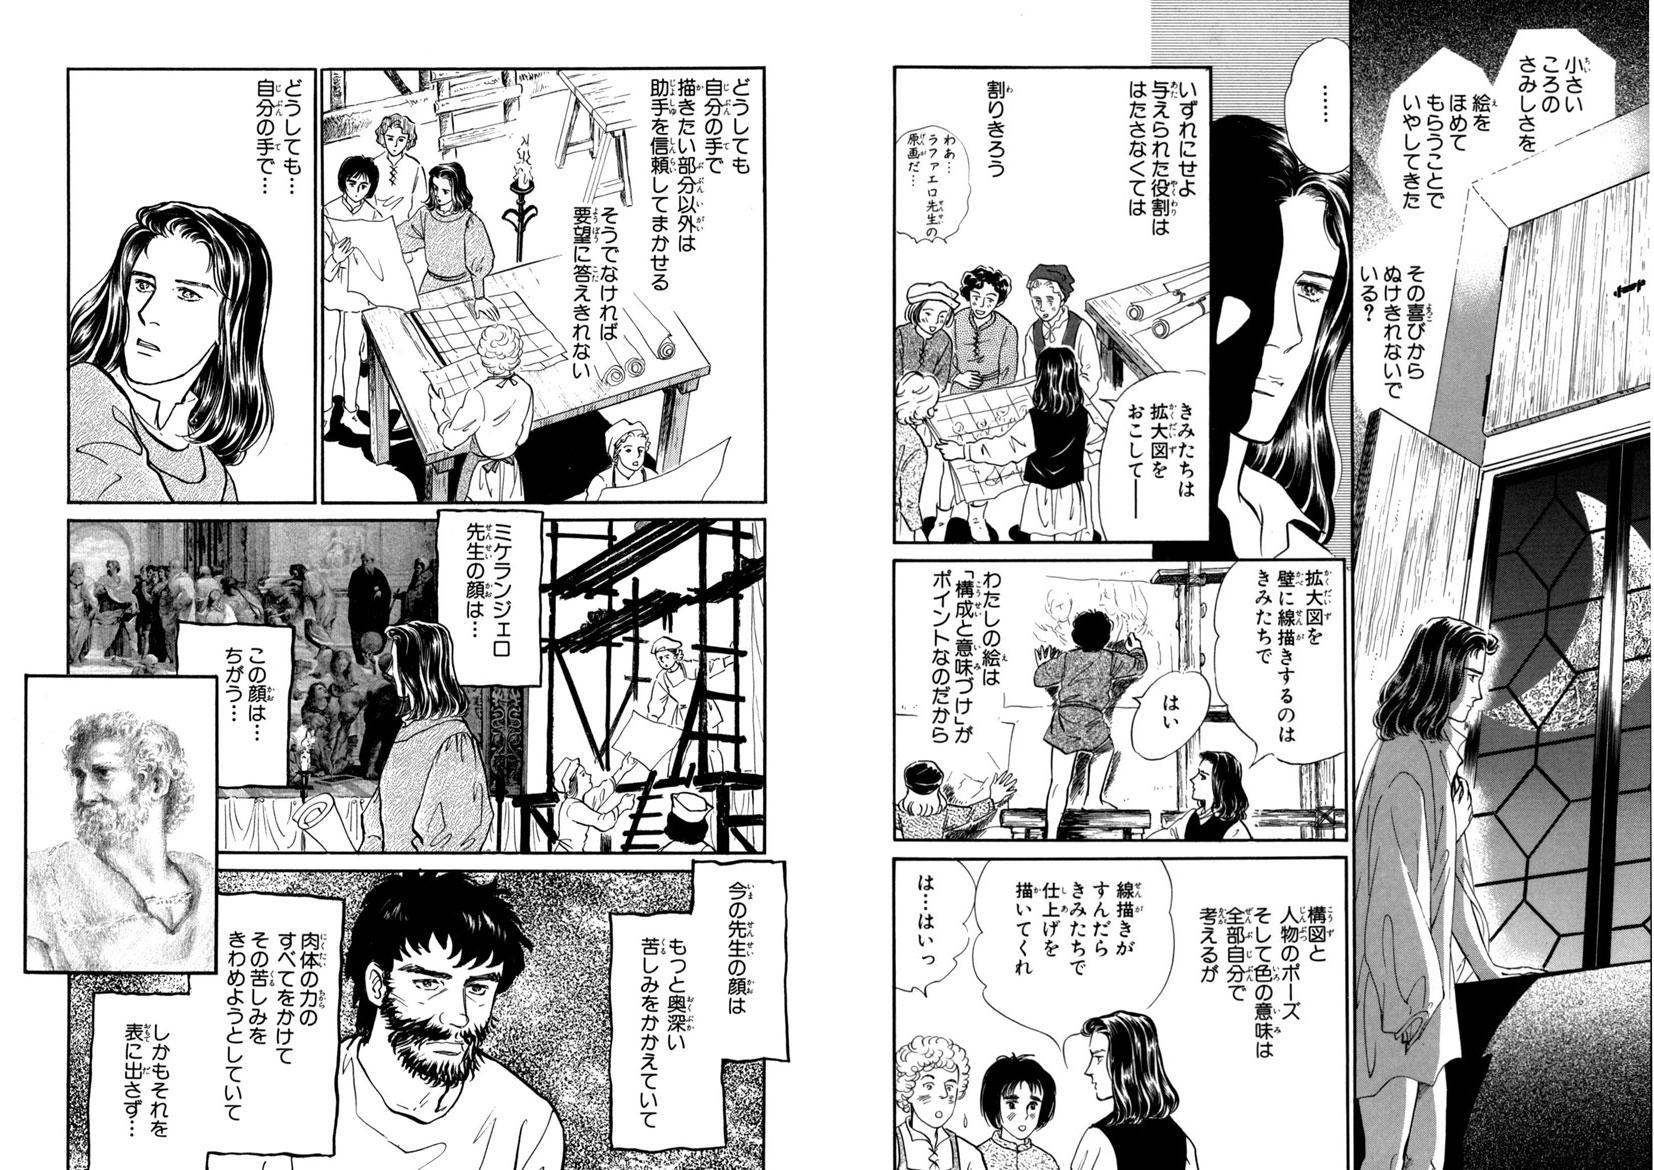 小さい
ころの
さみしさを
絵を
ほめて
もらうことで
いやしてきた
その喜びから
ぬけきれないで
いる？
……
いずれにせよ
与えられた役割は
はたさなくては
割りきろう
わあ…
ラファエロ先生の
原画だ…
きみたちは
拡大図を
おこして──
拡大図を
壁に線描きするのは
きみたちで
はい
わたしの絵は
「構成と意味づけ」が
ポイントなのだから
構図と
人物のポーズ
そして色の意味は
全部自分で
考えるが
線描きが
すんだら
きみたちで
仕上げを
描いてくれ
は…はいっ
どうしても
自分の手で
描きたい部分以外は
助手を信頼してまかせる
そうでなければ
要望に答えきれない
どうしても…
自分の手で…
ミケランジェロ
先生の顔は…
この顔は…
ちがう…
今の先生の顔は
もっと奥深い
苦しみをかかえていて
肉体の力の
すべてをかけて
その苦しみを
きわめようとしていて
しかもそれを
表に出さず…